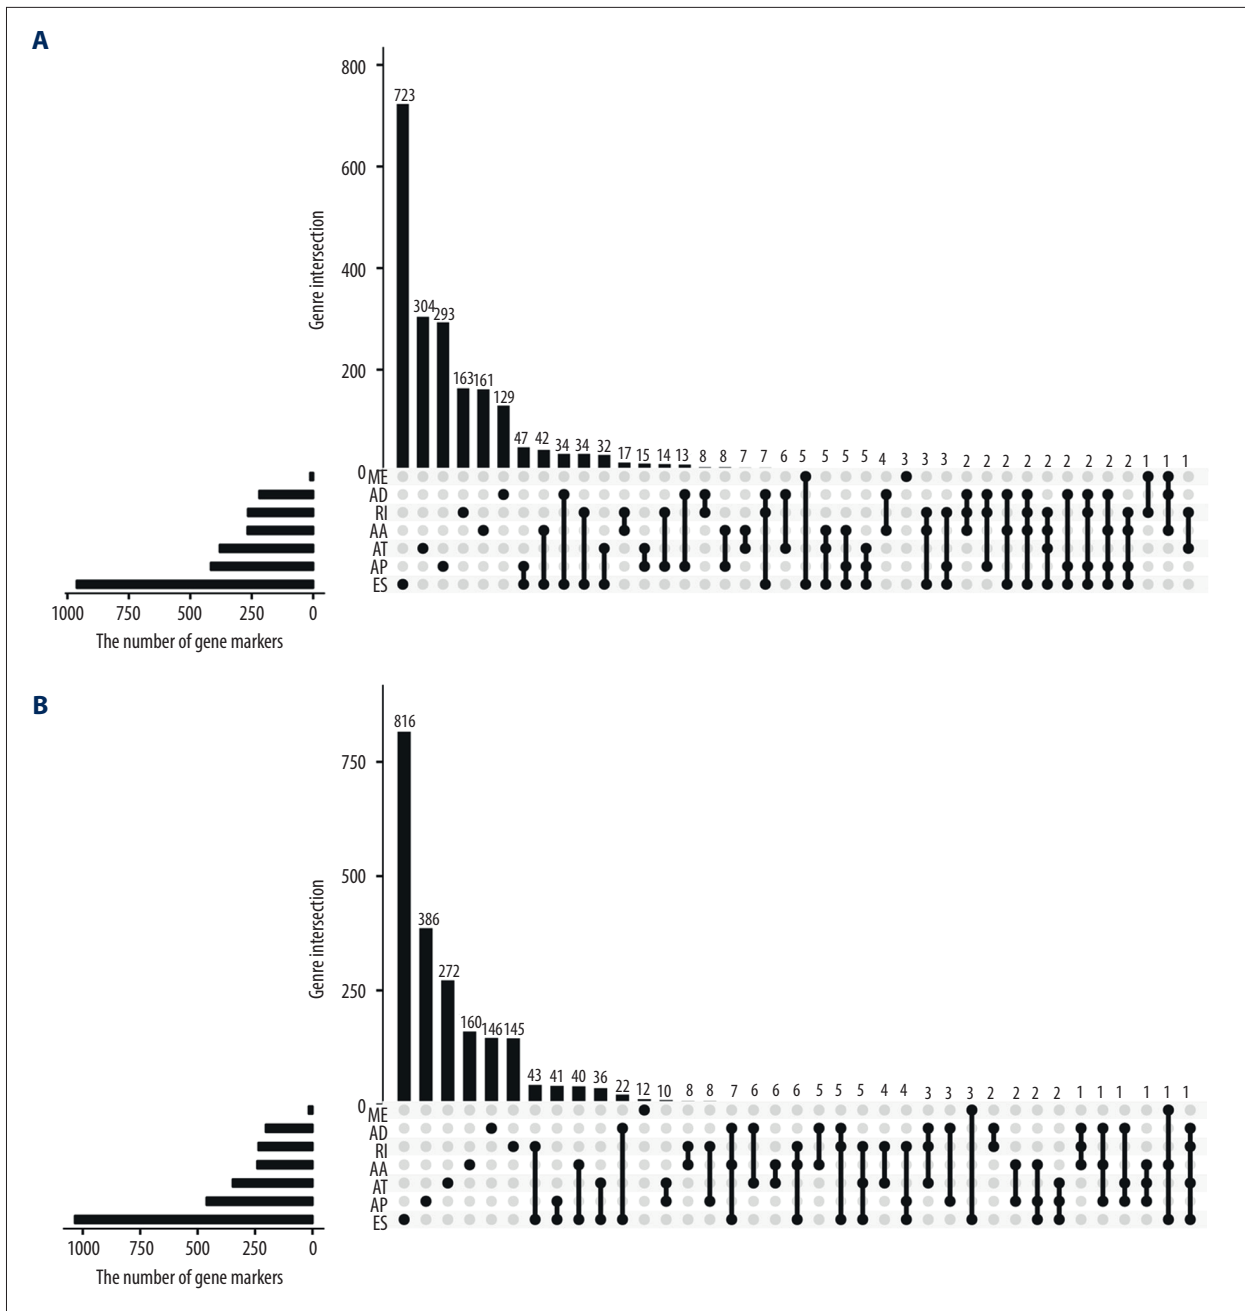 A
800
600
400
200
0
Genre intersection
723 304 293 163 161 129 47 42 34 34 32 17 15 14 13 8 8 7 7 6 5 5 5 5 4 3 3 3 2 2 2 2 2 2 2 2 2 1 1 1
ME
AD
RI
AA
AT
AP
ES
1000 750 500 250 0
The number of gene markers
B
750
500
250
0
Genre intersection
816 386 272 160 146 145 43 41 40 36 22 12 10 8 8 7 6 6 6 5 5 5 4 4 3 3 3 2 2 2 2 1 1 1 1 1 1
ME
AD
RI
AA
AT
AP
ES
1000 750 500 250 0
The number of gene markers